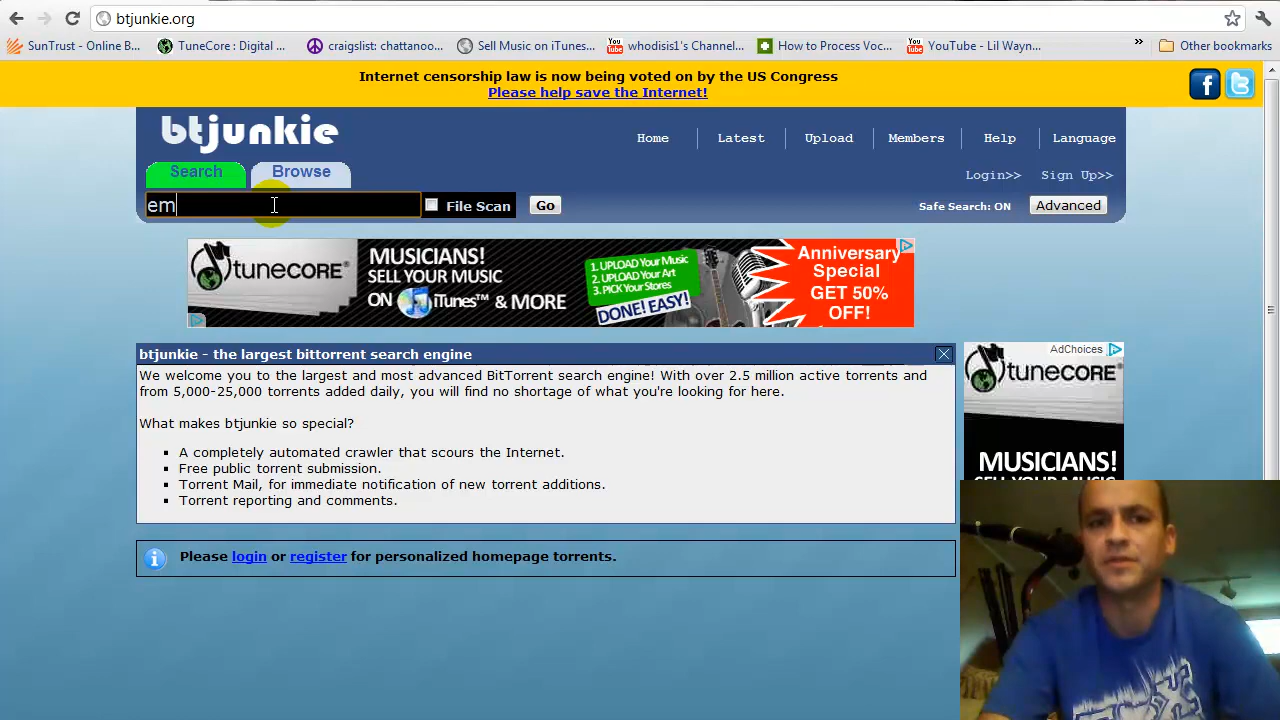 btjunkie.org
SunTrust - Online B... TuneCore : Digital ... craigslist: chattanoo... Sell Music on iTunes... You Tube whodisis1's Channel... How to Process Voc... You Tube YouTube - Lil Wayn... » Other bookmarks
Internet censorship law is now being voted on by the US Congress
Please help save the Internet!
btjunkie
Home Latest Upload Members Help Language
Search Browse
Login>> Sign Up>>
em File Scan Go Safe Search: ON Advanced
TUNECORE® MUSICIANS!
SELL YOUR MUSIC
ON iTunes™ & MORE
1. UPLOAD Your Music
2. UPLOAD Your Art
3. PICK Your Stores
DONE! EASY!
Anniversary
Special
GET 50%
OFF!
btjunkie - the largest bittorrent search engine
We welcome you to the largest and most advanced BitTorrent search engine! With over 2.5 million active torrents and
from 5,000-25,000 torrents added daily, you will find no shortage of what you're looking for here.
What makes btjunkie so special?
A completely automated crawler that scours the Internet.
Free public torrent submission.
Torrent Mail, for immediate notification of new torrent additions.
Torrent reporting and comments.
Please login or register for personalized homepage torrents.
AdChoices
TUNECORE®
MUSICIANS!